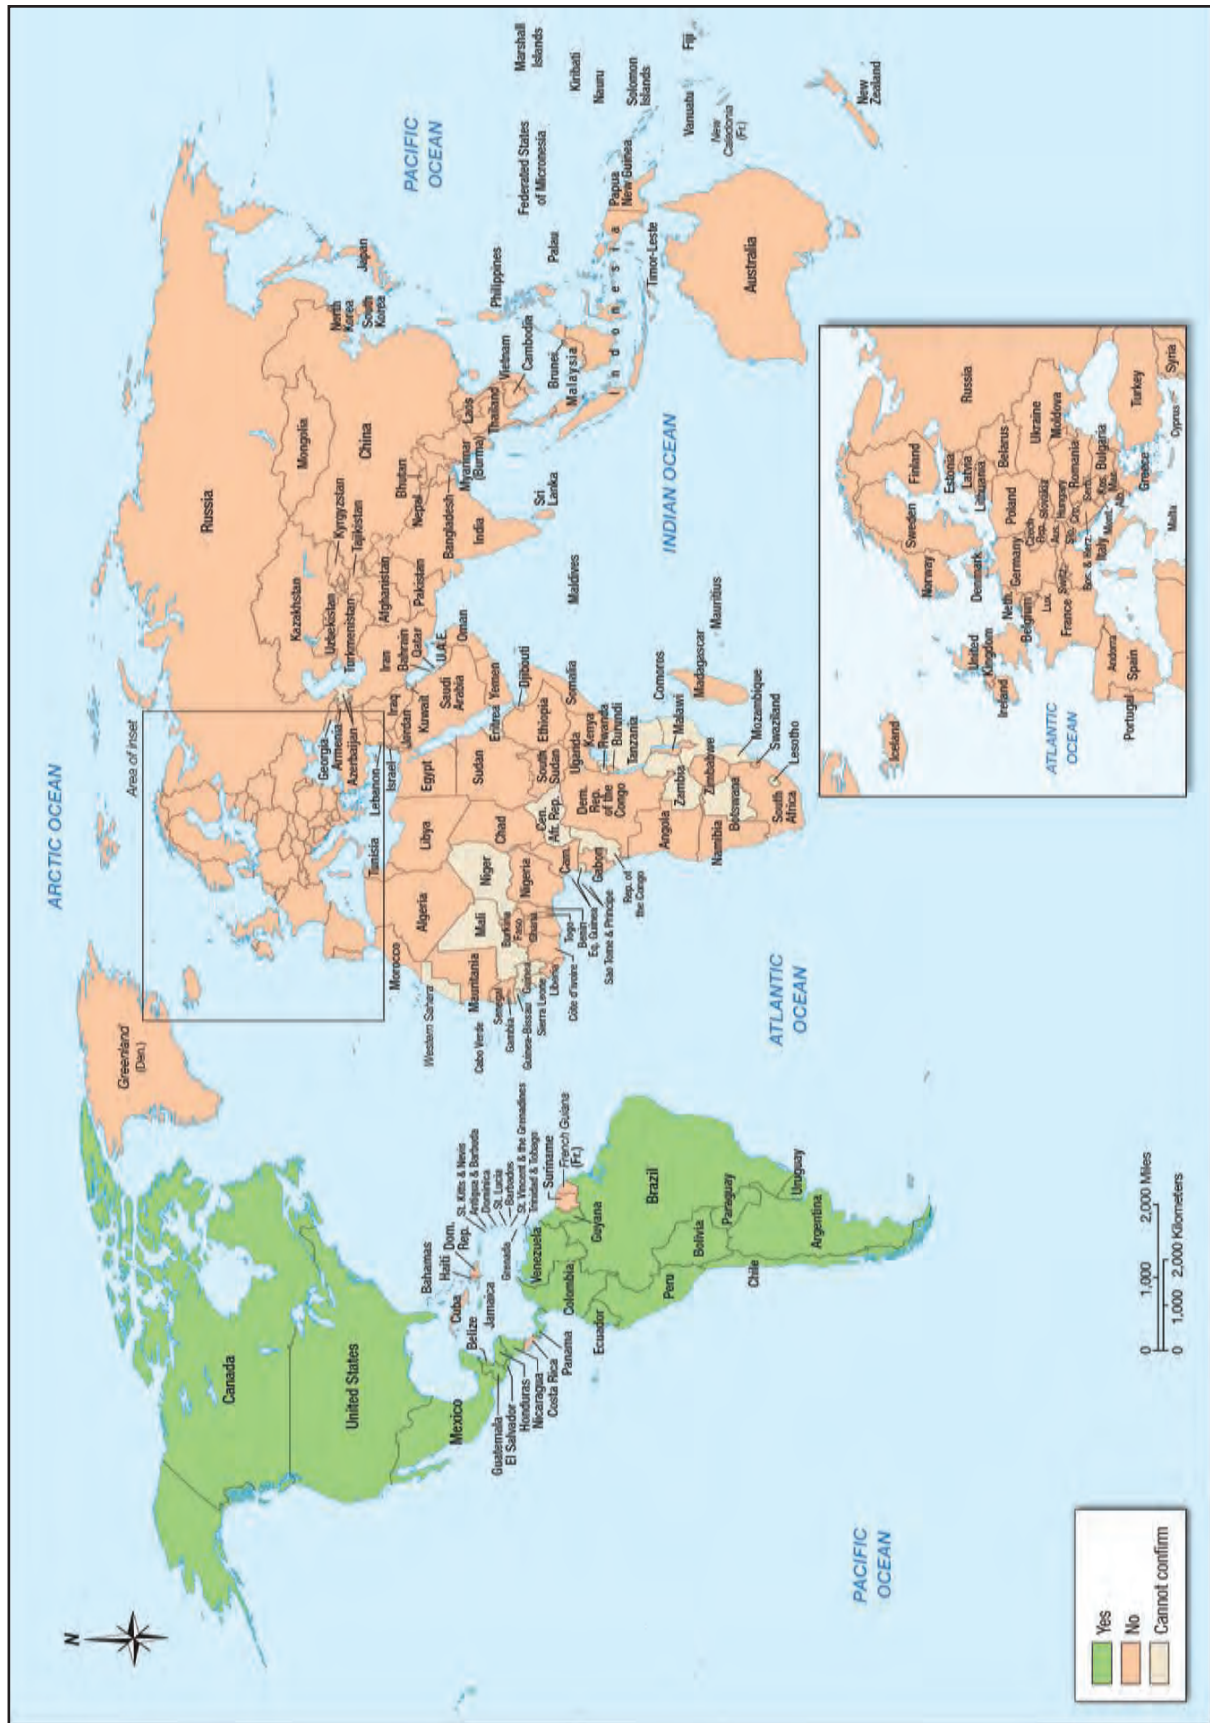 N
ARCTIC OCEAN
Area of inset
Greenland
(Den.)
Canada
United States
Mexico
Guatemala
El Salvador
Honduras
Nicaragua
Costa Rica
Panama
Belize
Cuba
Jamaica
Bahamas
Haiti
Dom.
Rep.
St. Kitts & Nevis
Antigua & Barbuda
Dominica
St. Lucia
Barbados
St. Vincent & the Grenadines
Trinidad & Tobago
Grenada
Suriname
French Guiana
(Fr.)
Venezuela
Guyana
Colombia
Ecuador
Peru
Brazil
Bolivia
Paraguay
Uruguay
Chile
Argentina
PACIFIC
OCEAN
ATLANTIC
OCEAN
Russia
Kazakhstan
Mongolia
China
Uzbekistan
Turkmenistan
Kyrgyzstan
Tajikistan
Afghanistan
Pakistan
India
Nepal
Bhutan
Bangladesh
Myanmar
(Burma)
Laos
Thailand
Vietnam
Cambodia
North
Korea
South
Korea
Japan
Philippines
Brunei
Malaysia
Indonesia
Timor-Leste
Palau
Federated States
of Micronesia
Marshall
Islands
Kiribati
Nauru
Solomon
Islands
Papua
New Guinea
Vanuatu
Fiji
New
Caledonia
(Fr.)
Australia
New
Zealand
PACIFIC
OCEAN
Sri
Lanka
Maldives
INDIAN OCEAN
Georgia
Armenia
Azerbaijan
Lebanon
Israel
Jordan
Iraq
Iran
Kuwait
Bahrain
Qatar
U.A.E.
Oman
Saudi
Arabia
Yemen
Tunisia
Morocco
Algeria
Libya
Egypt
Western Sahara
Mauritania
Mali
Niger
Chad
Sudan
Eritrea
Djibouti
Ethiopia
Somalia
South
Sudan
Cabo Verde
Senegal
Gambia
Guinea-Bissau
Guinea
Sierra Leone
Liberia
Côte d'Ivoire
Burkina
Faso
Ghana
Togo
Benin
Nigeria
Cam.
Eq. Guinea
Sao Tome & Principe
Gabon
Rep. of
the Congo
Cen.
Afr. Rep.
Dem.
Rep.
of the
Congo
Uganda
Kenya
Rwanda
Burundi
Tanzania
Comoros
Malawi
Madagascar
Mauritius
Angola
Zambia
Zimbabwe
Mozambique
Namibia
Botswana
Swaziland
Lesotho
South
Africa
Iceland
Norway
Sweden
Finland
Estonia
Latvia
Lithuania
Russia
Denmark
United
Kingdom
Ireland
Neth.
Belgium
Lux.
Germany
Poland
Belarus
Ukraine
Moldova
Czech
Rep.
Slovakia
Aus.
Hungary
Switz.
France
Slo.
Cro.
Romania
Bos. & Herz.
Serb.
Italy
Mont.
Kos.
Mac.
Alb.
Bulgaria
Greece
Turkey
Andorra
Spain
Portugal
Malta
Cyprus
Syria
ATLANTIC
OCEAN
Yes
No
Cannot confirm
0 1,000 2,000 Miles
0 1,000 2,000 Kilometers